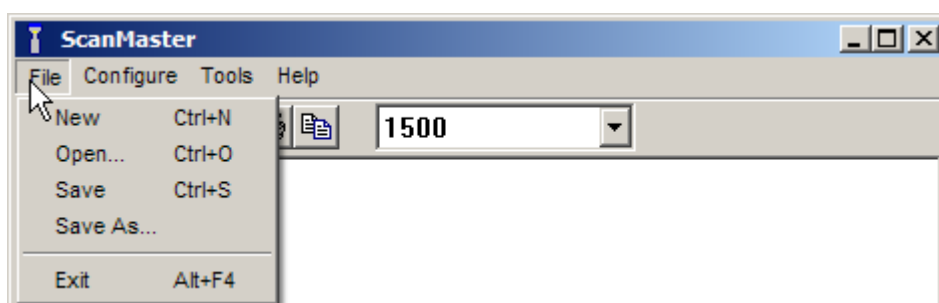 ScanMaster
File Configure Tools Help
1500
New Ctrl+N
Open... Ctrl+O
Save Ctrl+S
Save As...
Exit Alt+F4